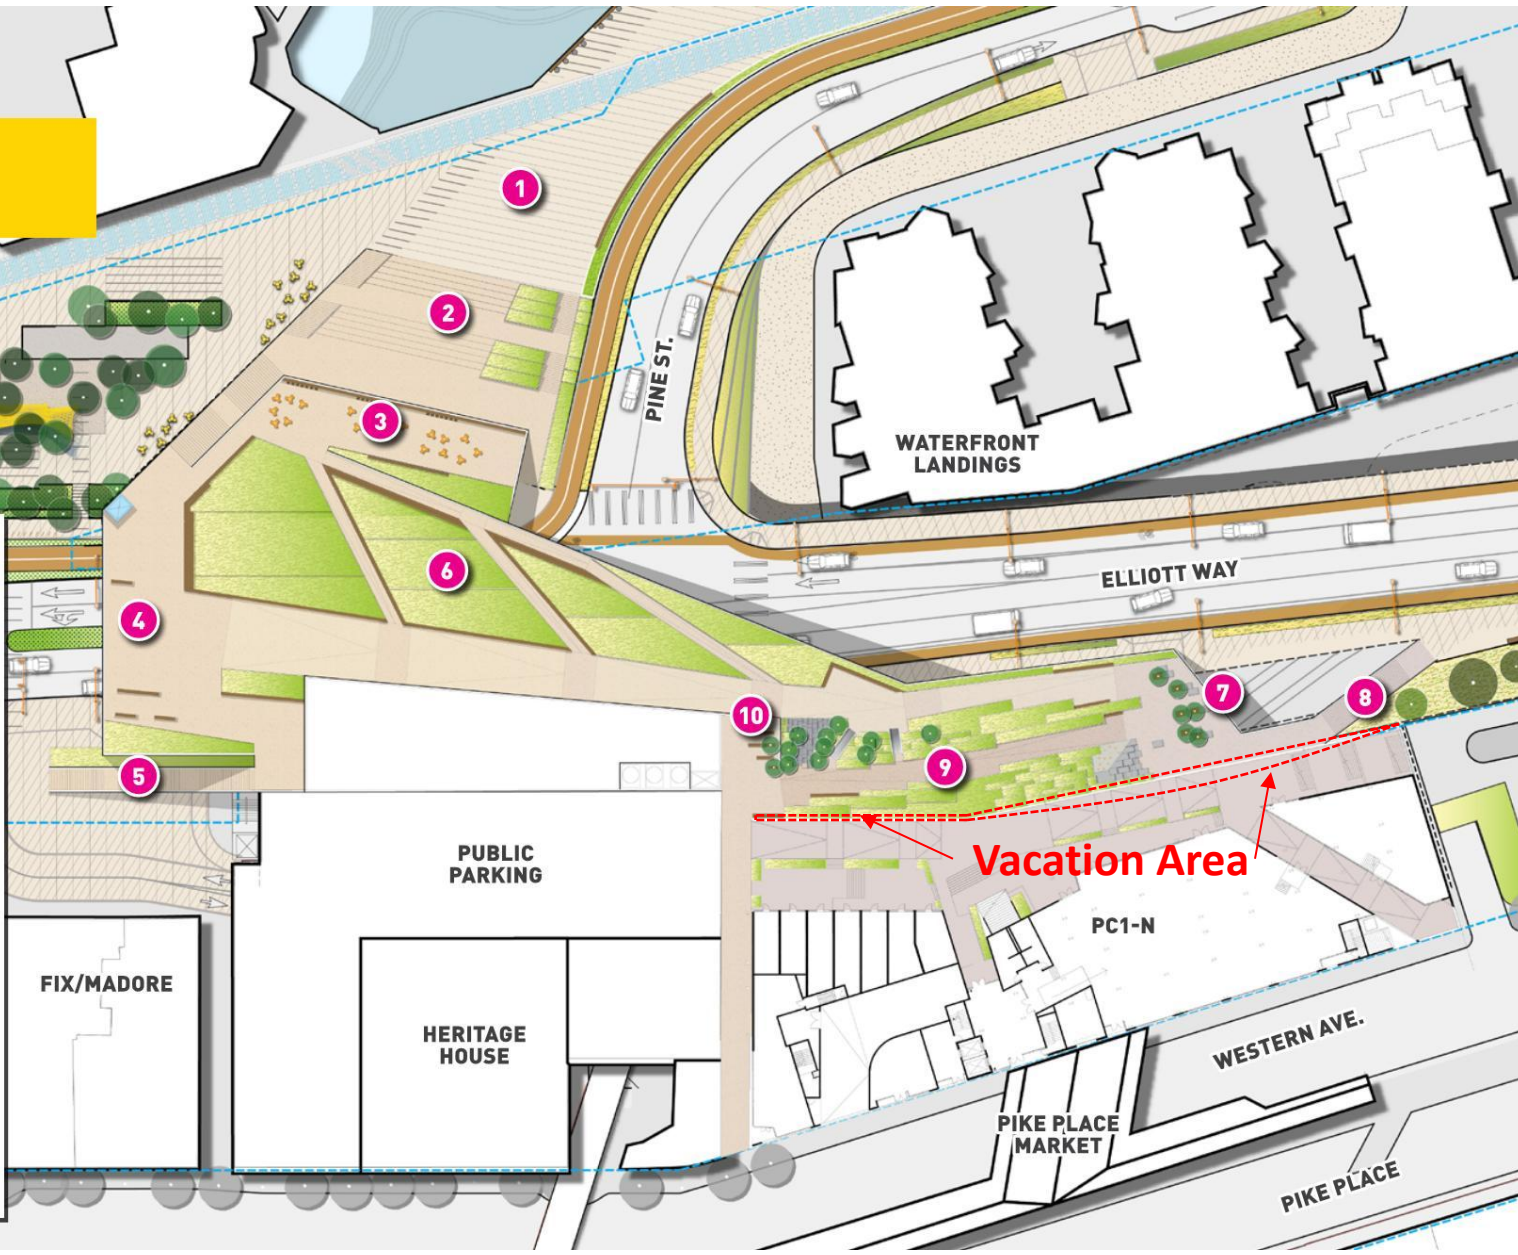 1
2
3
PINE ST.
WATERFRONT
LANDINGS
6
4
ELLIOTT WAY
7
8
10
5
9
Vacation Area
PUBLIC
PARKING
PC1-N
FIX/MADORE
HERITAGE
HOUSE
WESTERN AVE.
PIKE PLACE
MARKET
PIKE PLACE